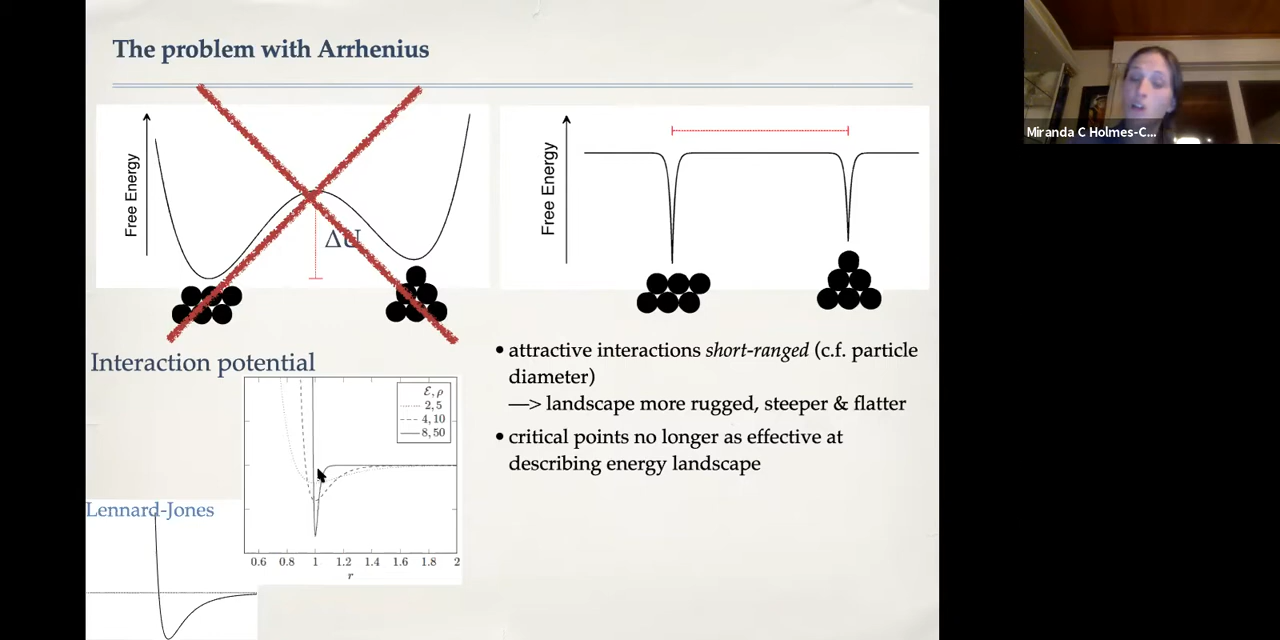 The problem with Arrhenius
Free Energy
ΔU
Free Energy
Interaction potential
ℰ, ρ
2, 5
4, 10
8, 50
0.6 0.8 1 1.2 1.4 1.6 1.8 2
r
Lennard-Jones
• attractive interactions short-ranged (c.f. particle
diameter)
—> landscape more rugged, steeper & flatter
• critical points no longer as effective at
describing energy landscape
Miranda C Holmes-C...